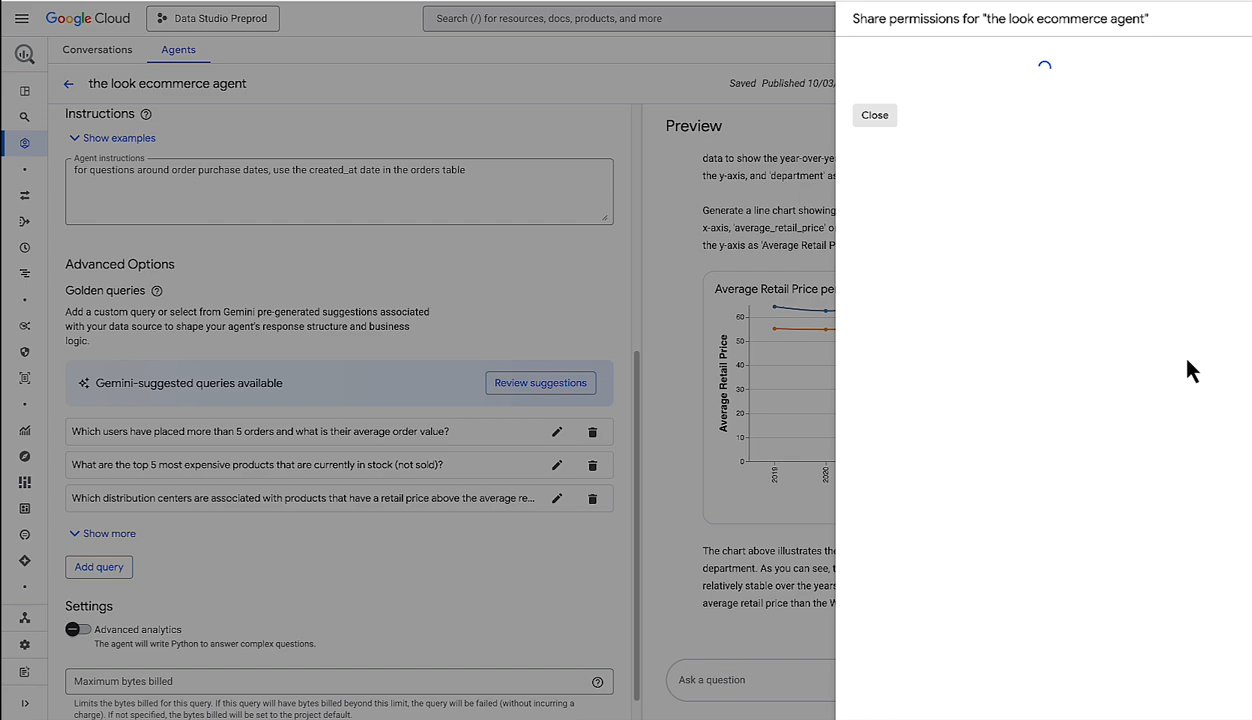 Google Cloud
Data Studio Preprod
Search (/) for resources, docs, products, and more
Share permissions for "the look ecommerce agent"
Close
Conversations
Agents
the look ecommerce agent
Saved Published 10/03/
Instructions
Show examples
Agent instructions
for questions around order purchase dates, use the created_at date in the orders table
Advanced Options
Golden queries
Add a custom query or select from Gemini pre-generated suggestions associated
with your data source to shape your agent's response structure and business
logic.
Gemini-suggested queries available
Review suggestions
Which users have placed more than 5 orders and what is their average order value?
What are the top 5 most expensive products that are currently in stock (not sold)?
Which distribution centers are associated with products that have a retail price above the average re...
Show more
Add query
Settings
Advanced analytics
The agent will write Python to answer complex questions.
Maximum bytes billed
Limits the bytes billed for this query. If this query will have bytes billed beyond this limit, the query will be failed (without incurring a
charge). If not specified, the bytes billed will be set to the project default.
Preview
data to show the year-over-ye
the y-axis, and 'department' as
Generate a line chart showing
x-axis, 'average_retail_price' o
the y-axis as 'Average Retail P
Average Retail Price pe
Average Retail Price
60
50
40
30
20
10
0
2019
2020
The chart above illustrates the
department. As you can see, t
relatively stable over the years
average retail price than the W
Ask a question